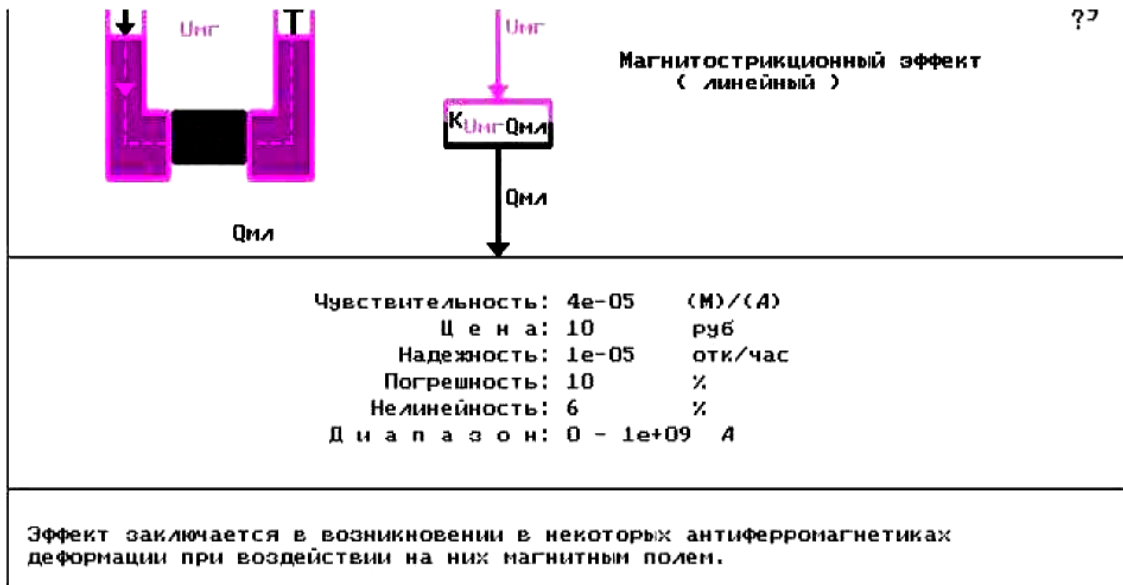 Uмг
Uмг
??
Магнитострикционный эффект
( линейный )
KUмгQмл
Qмл
Qмл
Чувствительность: 4e-05 (М)/(А)
Ц е н а: 10 руб
Надежность: 1e-05 отк/час
Погрешность: 10 %
Нелинейность: 6 %
Д и а п а з о н: 0 - 1e+09 А
Эффект заключается в возникновении в некоторых антиферромагнетиках
деформации при воздействии на них магнитным полем.